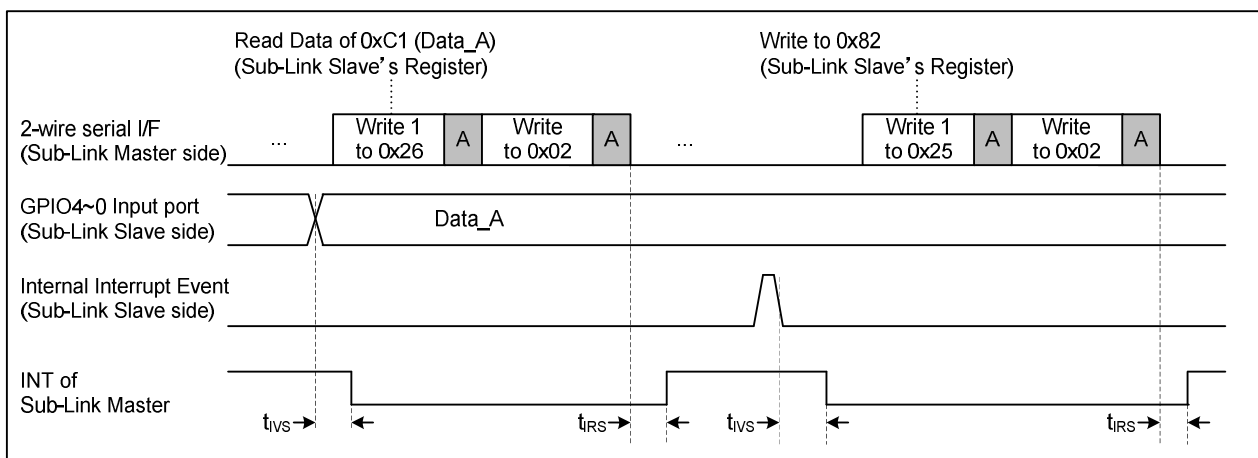 Read Data of 0xC1 (Data_A)
(Sub-Link Slave’s Register)
Write to 0x82
(Sub-Link Slave’s Register)
2-wire serial I/F
(Sub-Link Master side)
...
Write 1
to 0x26
A
Write
to 0x02
A
...
Write 1
to 0x25
A
Write
to 0x02
A
GPIO4~0 Input port
(Sub-Link Slave side)
Data_A
Internal Interrupt Event
(Sub-Link Slave side)
INT of
Sub-Link Master
tIVS
tIRS
tIVS
tIRS